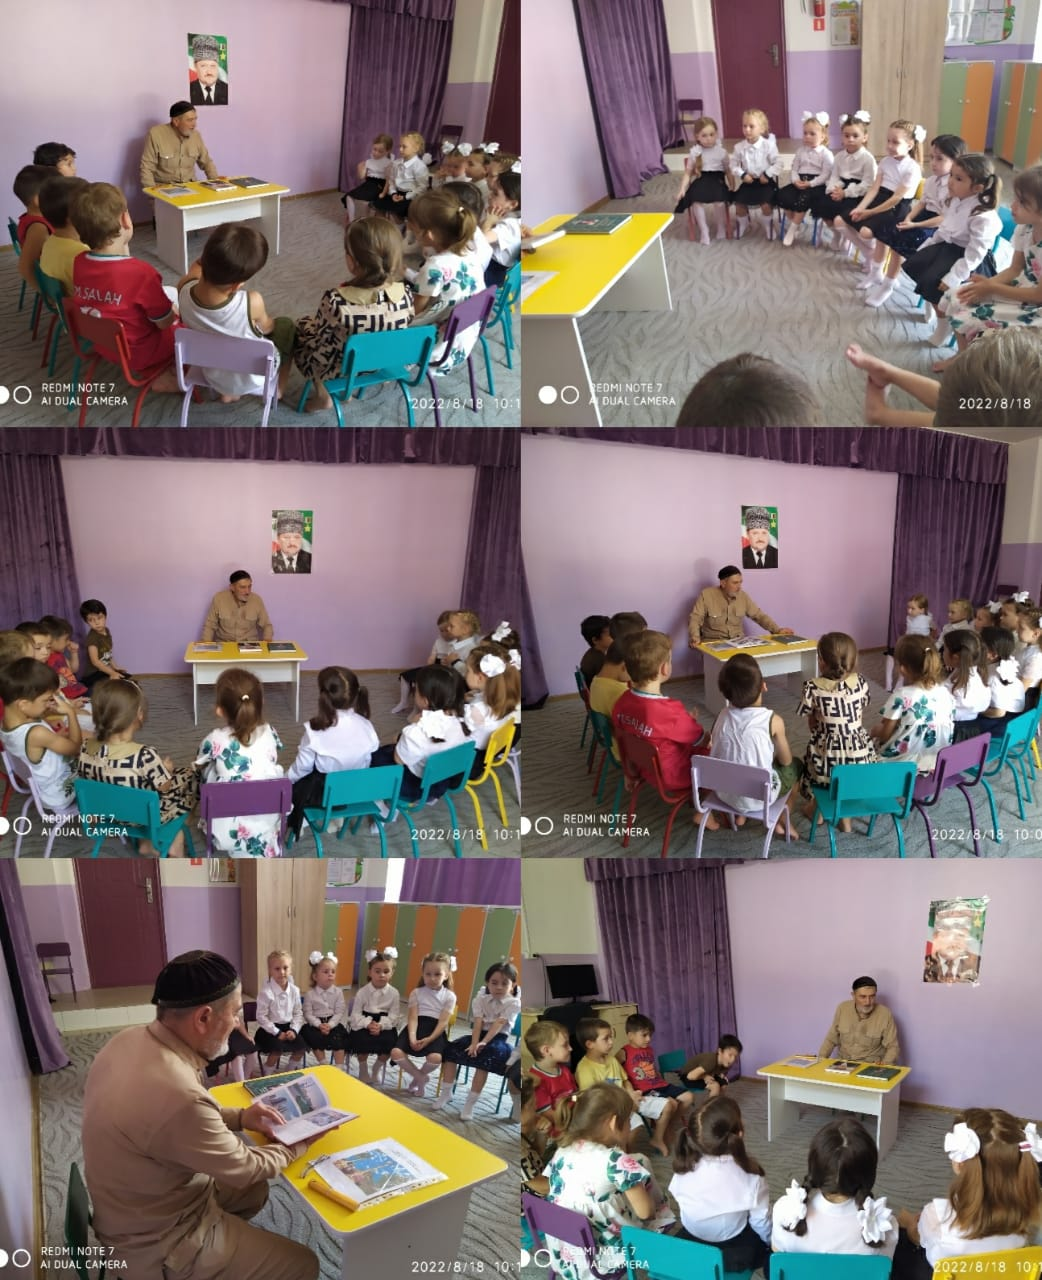 M.SALAH
REDMI NOTE 7
AI DUAL CAMERA
2022/8/18 10:1
REDMI NOTE 7
AI DUAL CAMERA
2022/8/18
REDMI NOTE 7
AI DUAL CAMERA
2022/8/18 10:1
SALAH
REDMI NOTE 7
AI DUAL CAMERA
2022/8/18 10:0
REDMI NOTE 7
AI DUAL CAMERA
2022/8/18 10:1
REDMI NOTE 7
AI DUAL CAMERA
2022/8/18 10:1